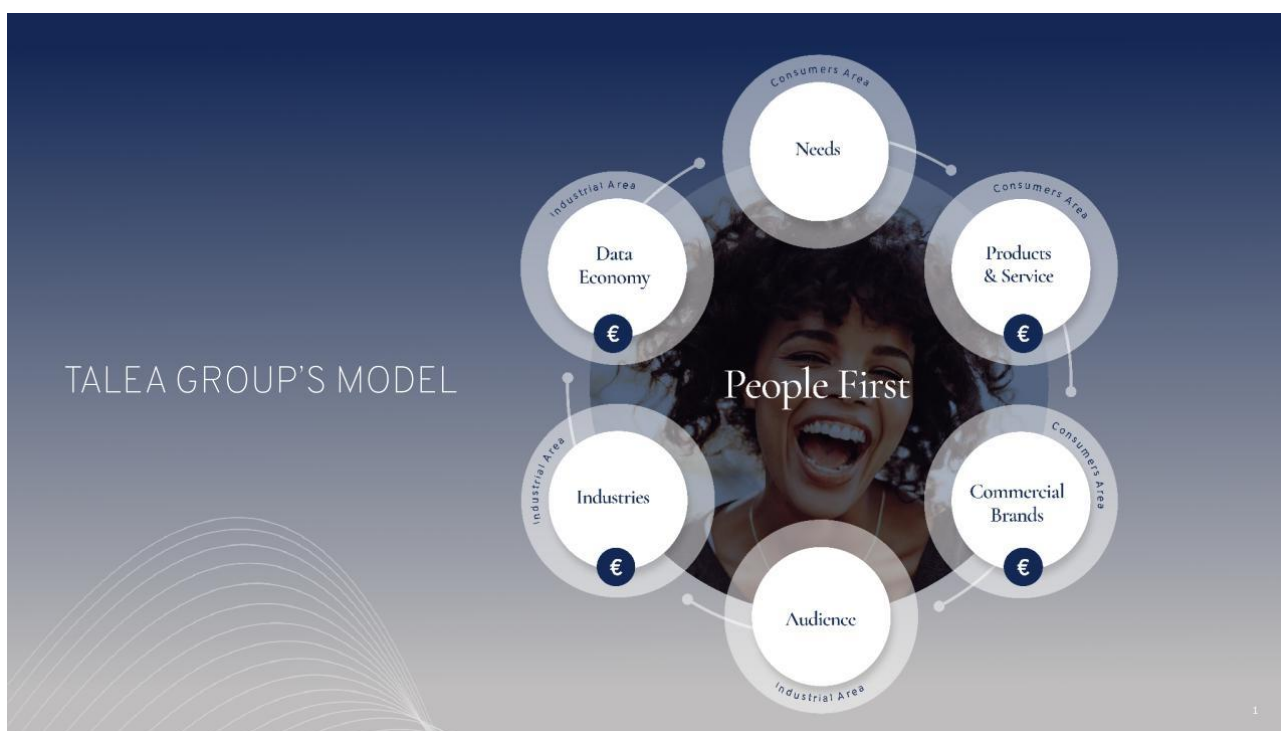 TALEA GROUP'S MODEL
People First
Consumers Area
Needs
Consumers Area
Products
& Service
€
Consumers Area
Commercial
Brands
€
Audience
Industrial Area
Industrial Area
Industries
€
Industrial Area
Data
Economy
€
1